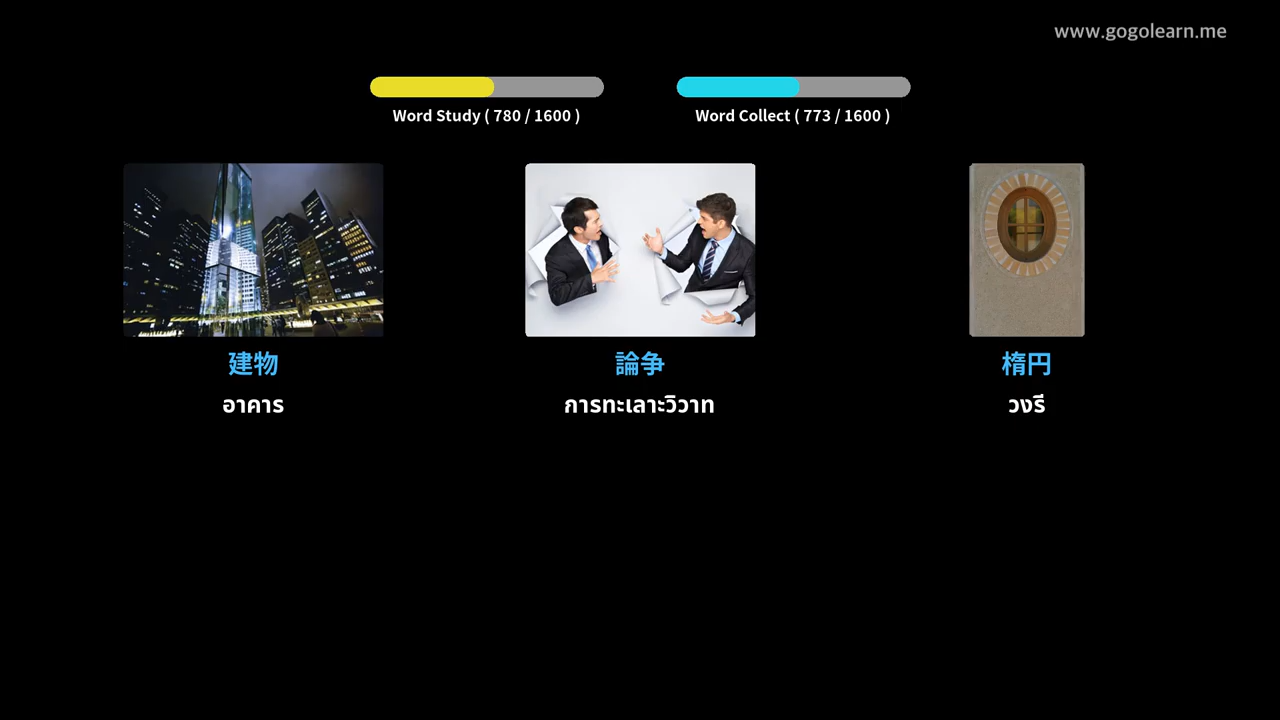 www.gogolearn.me
Word Study ( 780 / 1600 )
Word Collect ( 773 / 1600 )
建物
論争
楕円
อาคาร
การทะเลาะวิวาท
วงรี